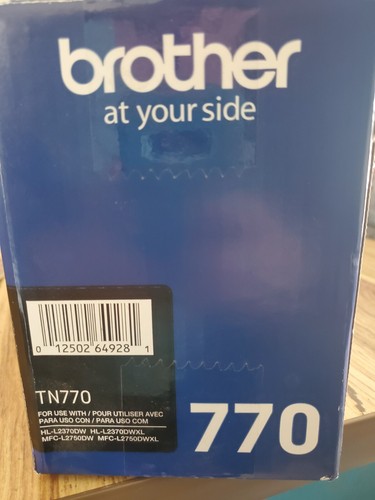 brother
at your side
0 12502 64928 1
TN770
FOR USE WITH / POUR UTILISER AVEC
PARA USO CON / PARA USO COM
HL-L2370DW HL-L2370DWXL
MFC-L2750DW MFC-L2750DWXL
770